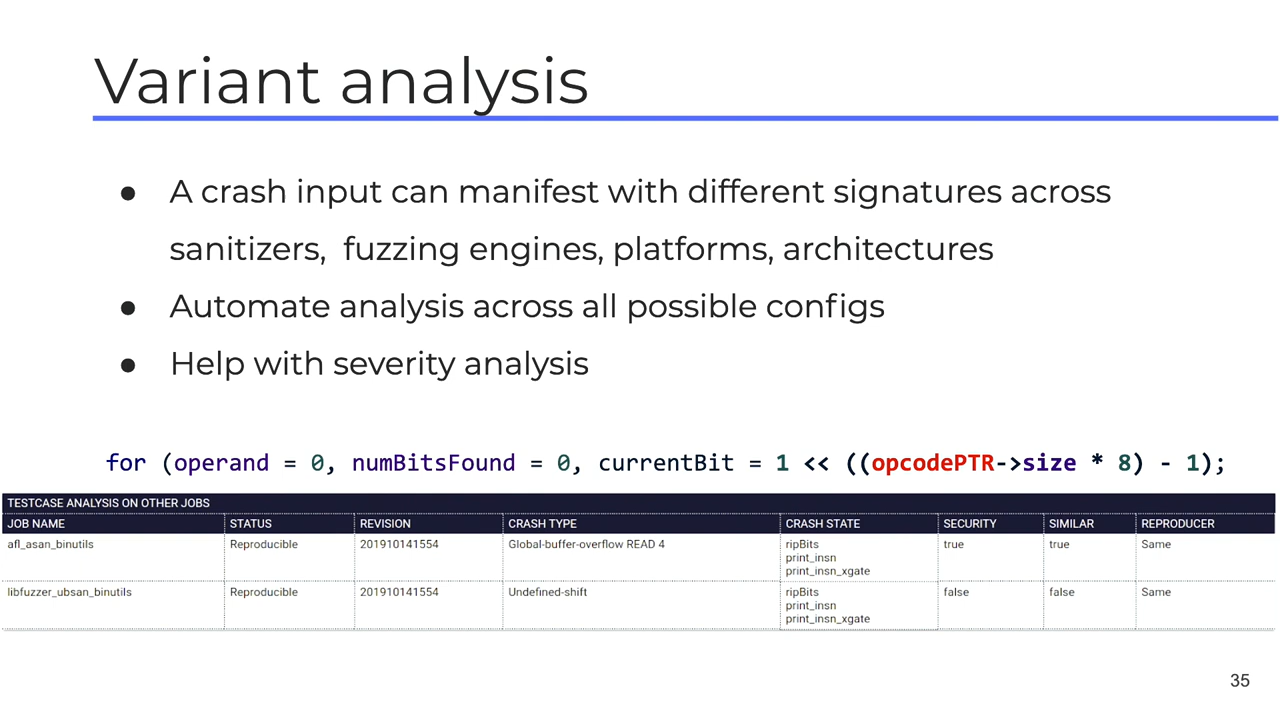 Variant analysis
● A crash input can manifest with different signatures across
sanitizers, fuzzing engines, platforms, architectures
● Automate analysis across all possible configs
● Help with severity analysis
for (operand = 0, numBitsFound = 0, currentBit = 1 << ((opcodePTR->size * 8) - 1);
TESTCASE ANALYSIS ON OTHER JOBS
JOB NAME STATUS REVISION CRASH TYPE CRASH STATE SECURITY SIMILAR REPRODUCER
afl_asan_binutils Reproducible 201910141554 Global-buffer-overflow READ 4 ripBits true true Same
print_insn
print_insn_xgate
libfuzzer_ubsan_binutils Reproducible 201910141554 Undefined-shift ripBits false false Same
print_insn
print_insn_xgate
35